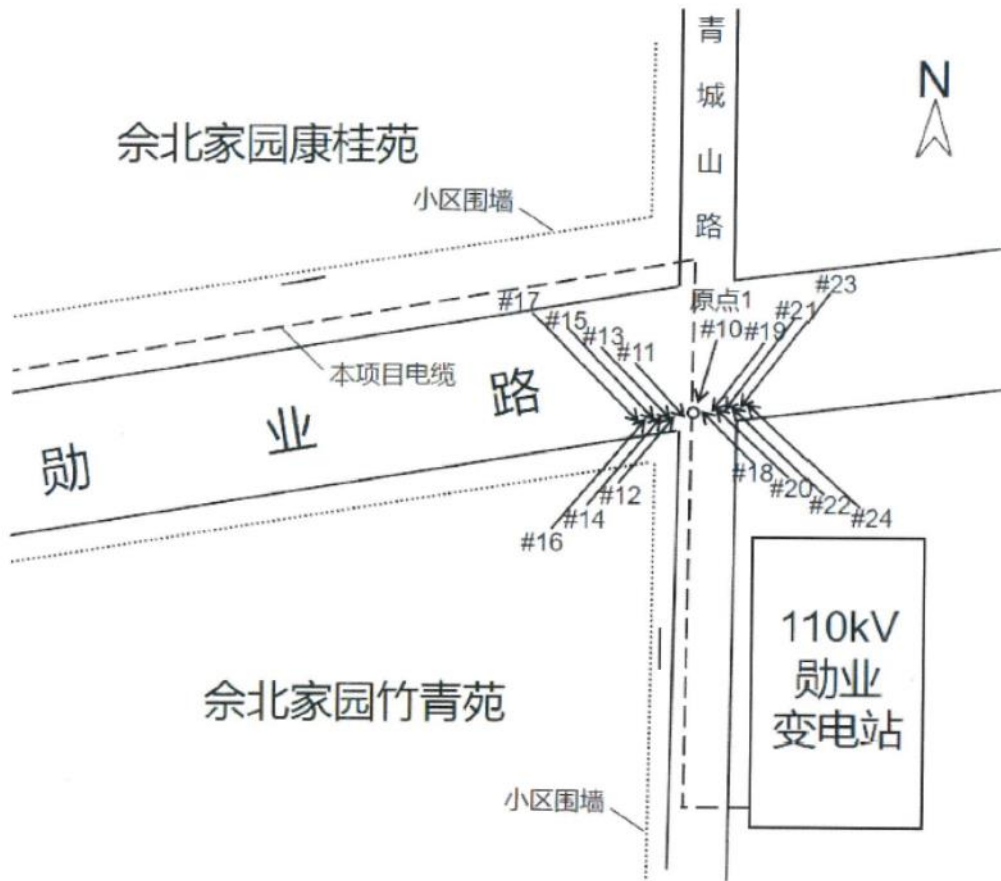 青城山路
N
佘北家园康桂苑
小区围墙
#23
原点1
#17
#21
#15
#10
#19
#13
#11
本项目电缆
勋业路
#18
#12
#20
#14
#22
#16
#24
110kV
勋业
变电站
佘北家园竹青苑
小区围墙